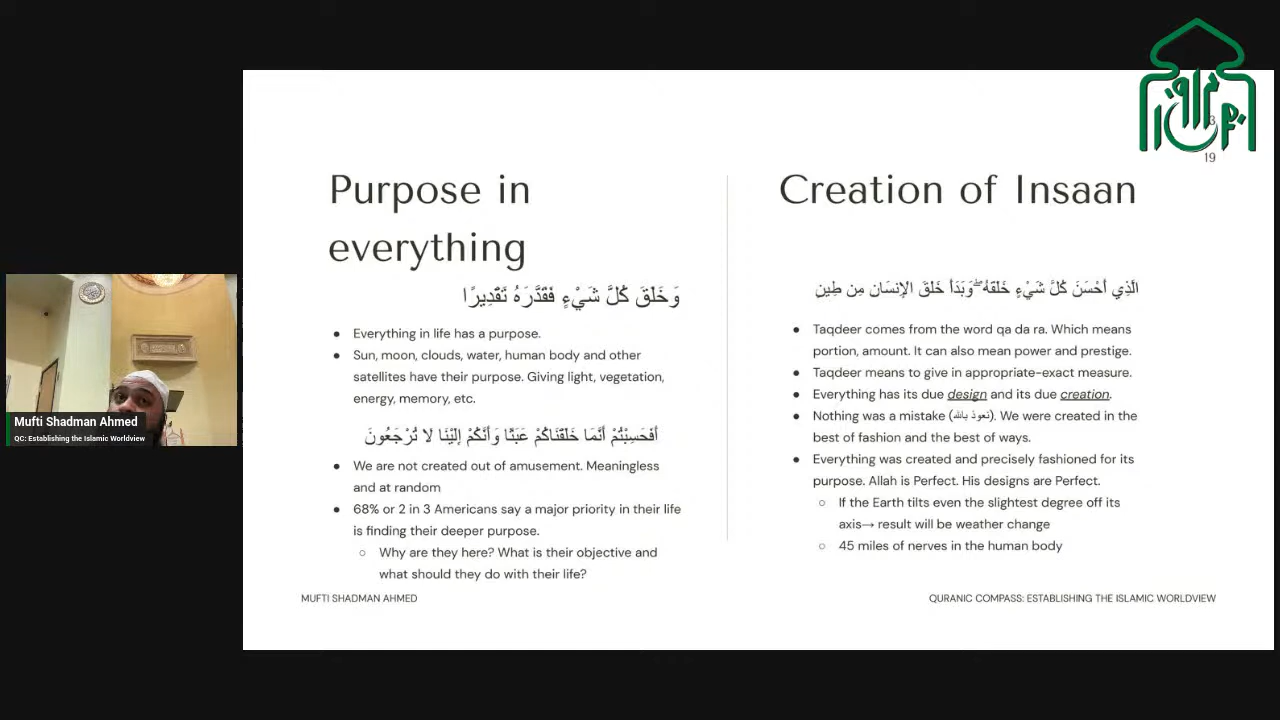 Purpose in
everything
وَخَلَقَ كُلَّ شَيْءٍ فَقَدَّرَهُ تَقْدِيرًا
● Everything in life has a purpose.
● Sun, moon, clouds, water, human body and other
satellites have their purpose. Giving light, vegetation,
energy, memory, etc.
أَفَحَسِبْتُمْ أَنَّمَا خَلَقْنَاكُمْ عَبَثًا وَأَنَّكُمْ إِلَيْنَا لَا تُرْجَعُونَ
● We are not created out of amusement. Meaningless
and at random
● 68% or 2 in 3 Americans say a major priority in their life
is finding their deeper purpose.
○ Why are they here? What is their objective and
what should they do with their life?
MUFTI SHADMAN AHMED
19
Creation of Insaan
الَّذِي أَحْسَنَ كُلَّ شَيْءٍ خَلَقَهُ ۖ وَبَدَأَ خَلْقَ الْإِنسَانِ مِن طِينٍ
● Taqdeer comes from the word qa da ra. Which means
portion, amount. It can also mean power and prestige.
● Taqdeer means to give in appropriate-exact measure.
● Everything has its due design and its due creation.
● Nothing was a mistake (نعوذ بالله). We were created in the
best of fashion and the best of ways.
● Everything was created and precisely fashioned for its
purpose. Allah is Perfect. His designs are Perfect.
○ If the Earth tilts even the slightest degree off its
axis→ result will be weather change
○ 45 miles of nerves in the human body
QURANIC COMPASS: ESTABLISHING THE ISLAMIC WORLDVIEW
Mufti Shadman Ahmed
QC: Establishing the Islamic Worldview